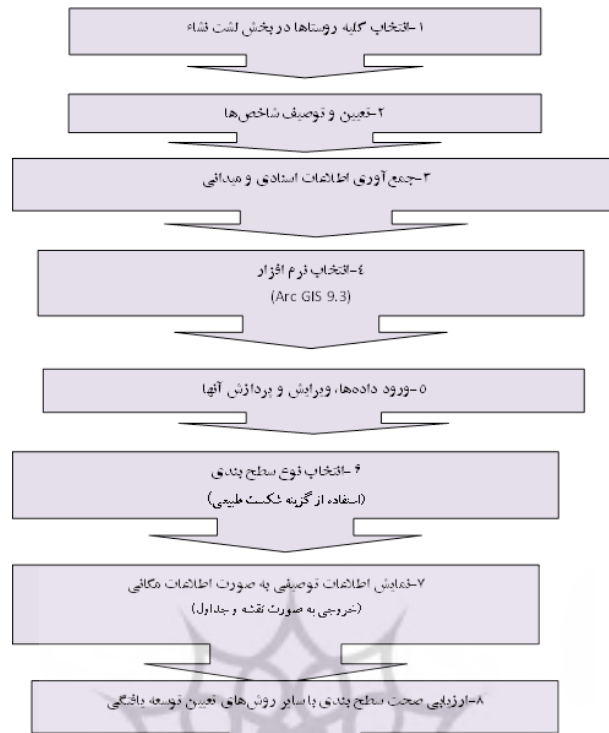 ۱-انتخاب کلیه روستاها در بخش لشت نشاء
۲-تعیین و توصیف شاخص‌ها
۳-جمع‌آوری اطلاعات اسنادی و میدانی
٤-انتخاب نرم افزار
(Arc GIS 9.3)
٥-ورود داده‌ها، ویرایش و پردازش آنها
۶-انتخاب نوع سطح بندی
(استفاده از گزینه شکست طبیعی)
۷-نمایش اطلاعات توصیفی به صورت اطلاعات مکانی
(خروجی به صورت نقشه و جداول)
۸-ارزیابی صحت سطح بندی با سایر روش‌های تعیین توسعه یافتگی